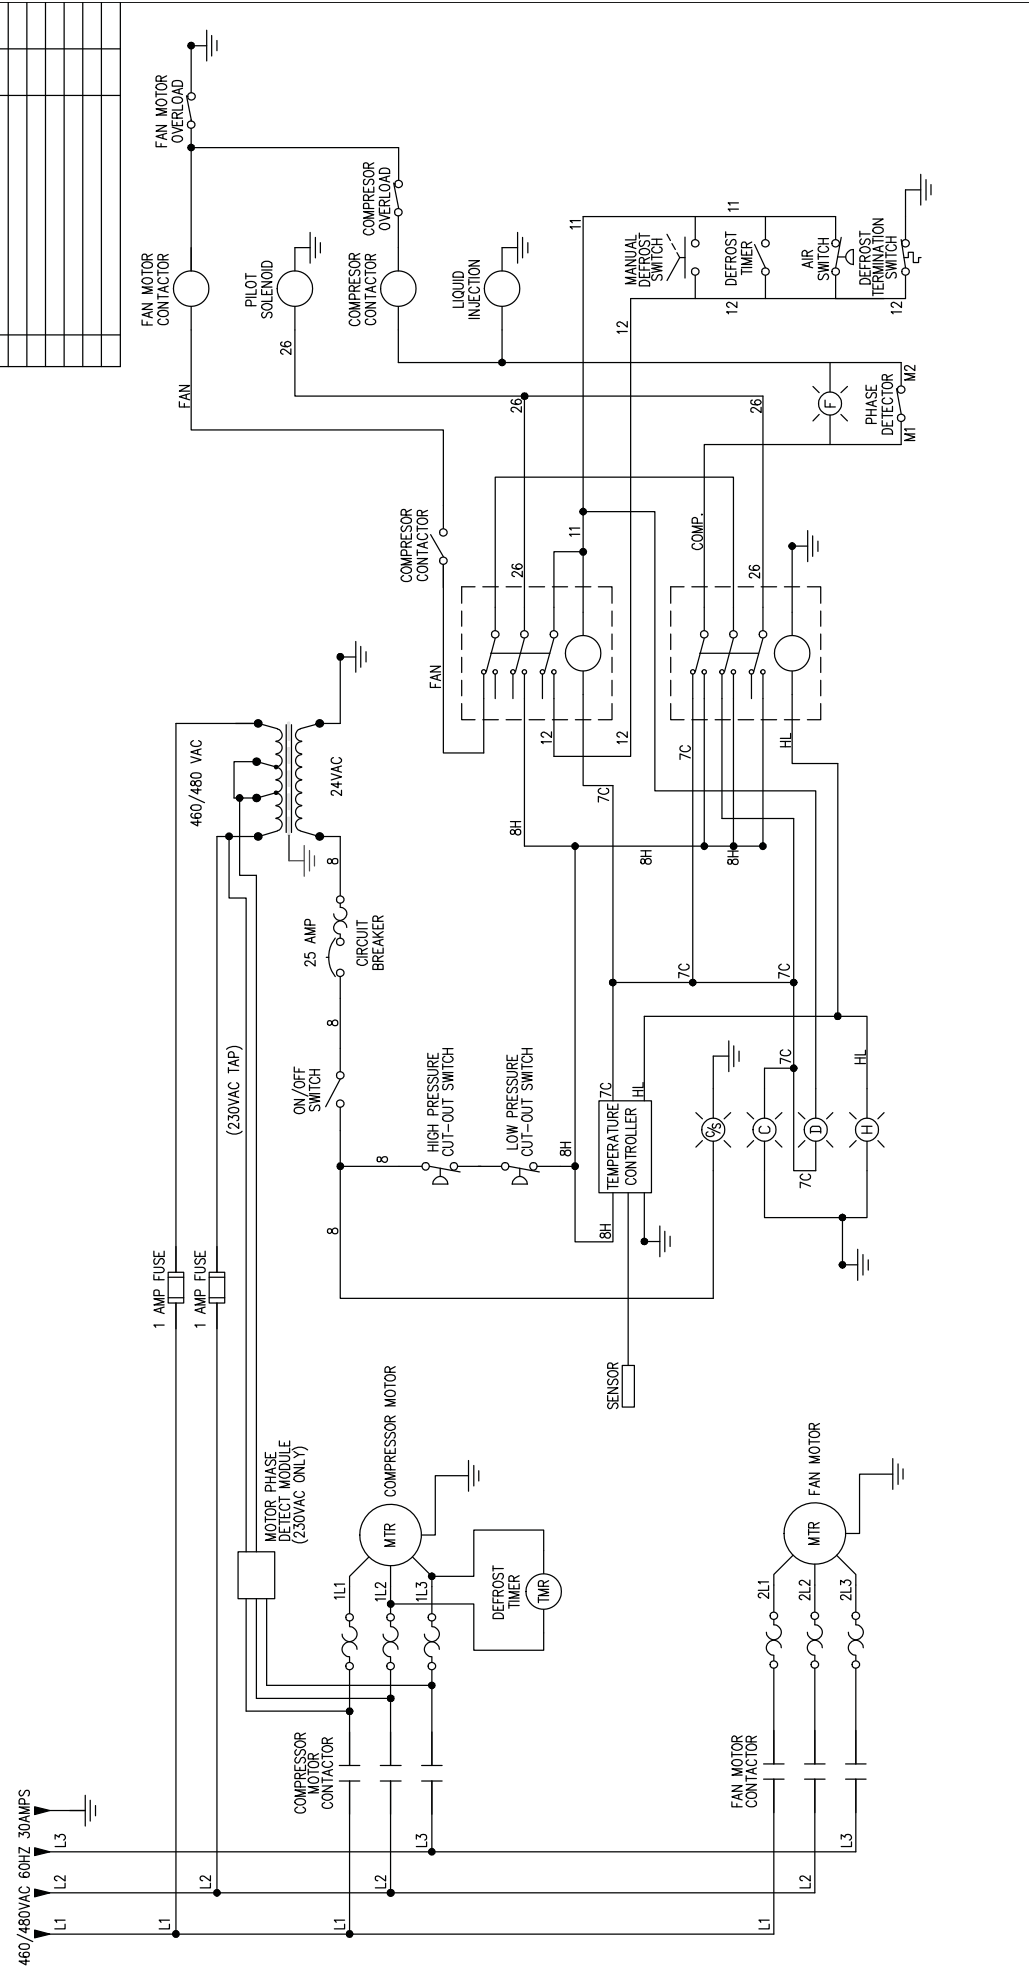 460/480VAC 60HZ 30AMPS
L1
L2
L3
L1
L2
L1
L2
L3
L1
L2
L3
1 AMP FUSE
1 AMP FUSE
(230VAC TAP)
460/480 VAC
24VAC
MOTOR PHASE
DETECT MODULE
(230VAC ONLY)
COMPRESSOR
MOTOR
CONTACTOR
1L1
1L2
1L3
MTR
COMPRESSOR MOTOR
DEFROST
TIMER
TMR
FAN MOTOR
CONTACTOR
2L1
2L2
2L3
MTR
FAN MOTOR
8
25 AMP
CIRCUIT
BREAKER
8
ON/OFF
SWITCH
8
8
HIGH PRESSURE
CUT-OUT SWITCH
LOW PRESSURE
CUT-OUT SWITCH
8H
8H
TEMPERATURE
CONTROLLER
7C
HL
SENSOR
C/S
C
D
H
7C
7C
HL
7C
7C
8H
8H
8H
7C
7C
HL
12
12
FAN
COMPRESOR
CONTACTOR
FAN
26
11
26
COMP.
26
26
26
FAN MOTOR
CONTACTOR
FAN MOTOR
OVERLOAD
PILOT
SOLENOID
COMPRESOR
CONTACTOR
COMPRESOR
OVERLOAD
LIQUID
INJECTION
11
12
MANUAL
DEFROST
SWITCH
11
12
DEFROST
TIMER
AIR
SWITCH
DEFROST
TERMINATION
SWITCH
12
F
PHASE
DETECTOR
M1
M2